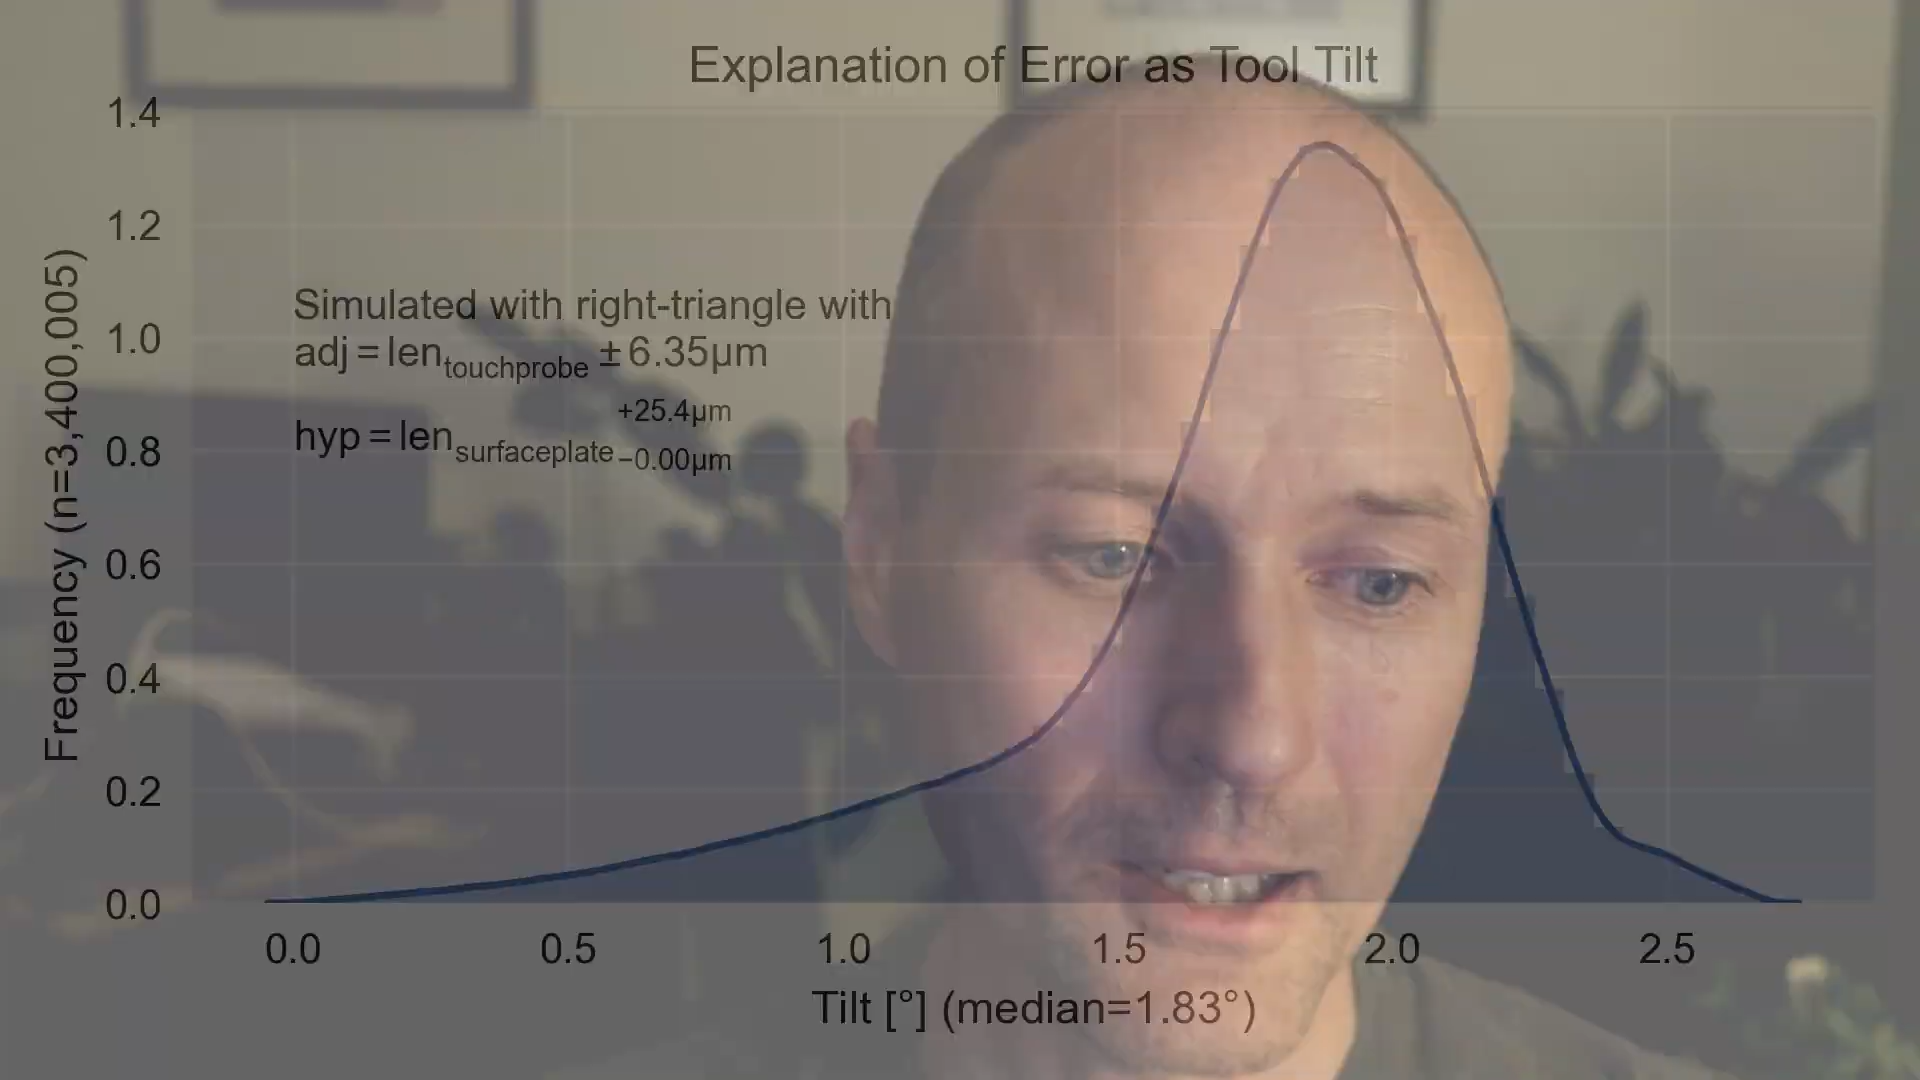 Explanation of Error as Tool Tilt
1.4
1.2
1.0
0.8
0.6
0.4
0.2
0.0
Frequency (n=3,400,005)
Simulated with right-triangle with
adj = len touchprobe ± 6.35µm
hyp = len surfaceplate +25.4µm −0.00µm
0.0 0.5 1.0 1.5 2.0 2.5
Tilt [°] (median=1.83°)